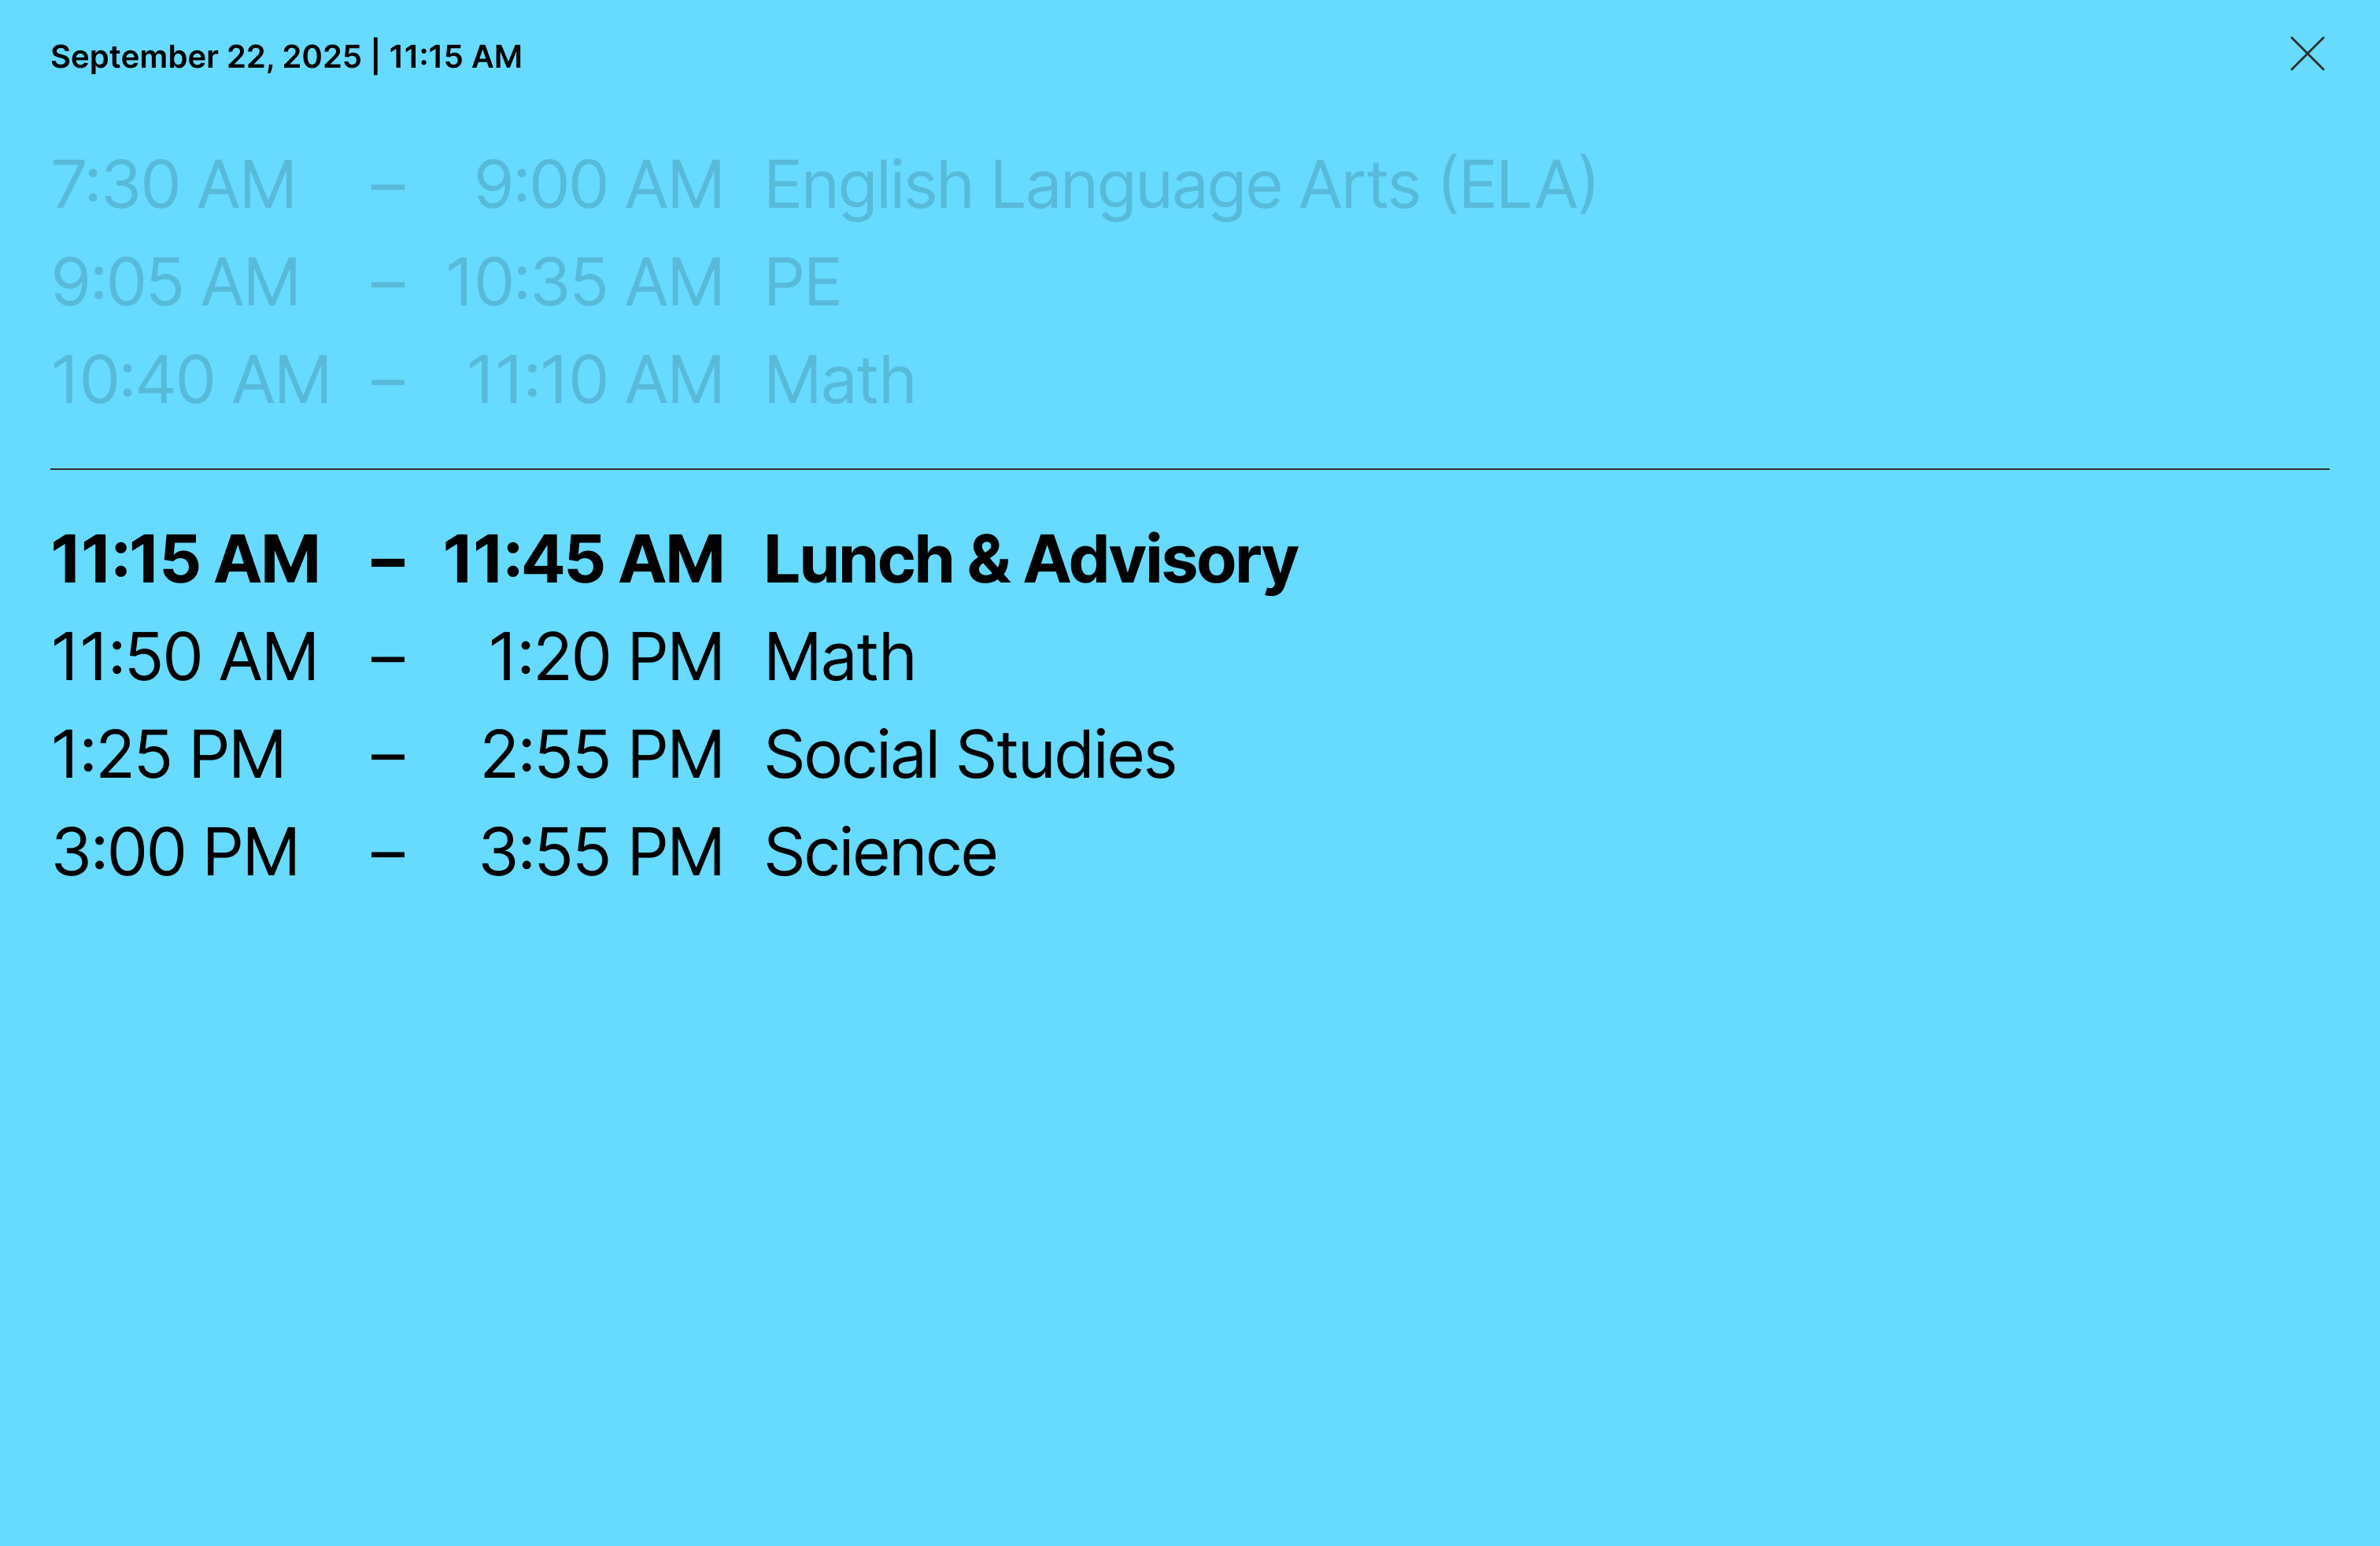 September 22, 2025 | 11:15 AM
7:30 AM – 9:00 AM English Language Arts (ELA)
9:05 AM – 10:35 AM PE
10:40 AM – 11:10 AM Math
11:15 AM – 11:45 AM Lunch & Advisory
11:50 AM – 1:20 PM Math
1:25 PM – 2:55 PM Social Studies
3:00 PM – 3:55 PM Science